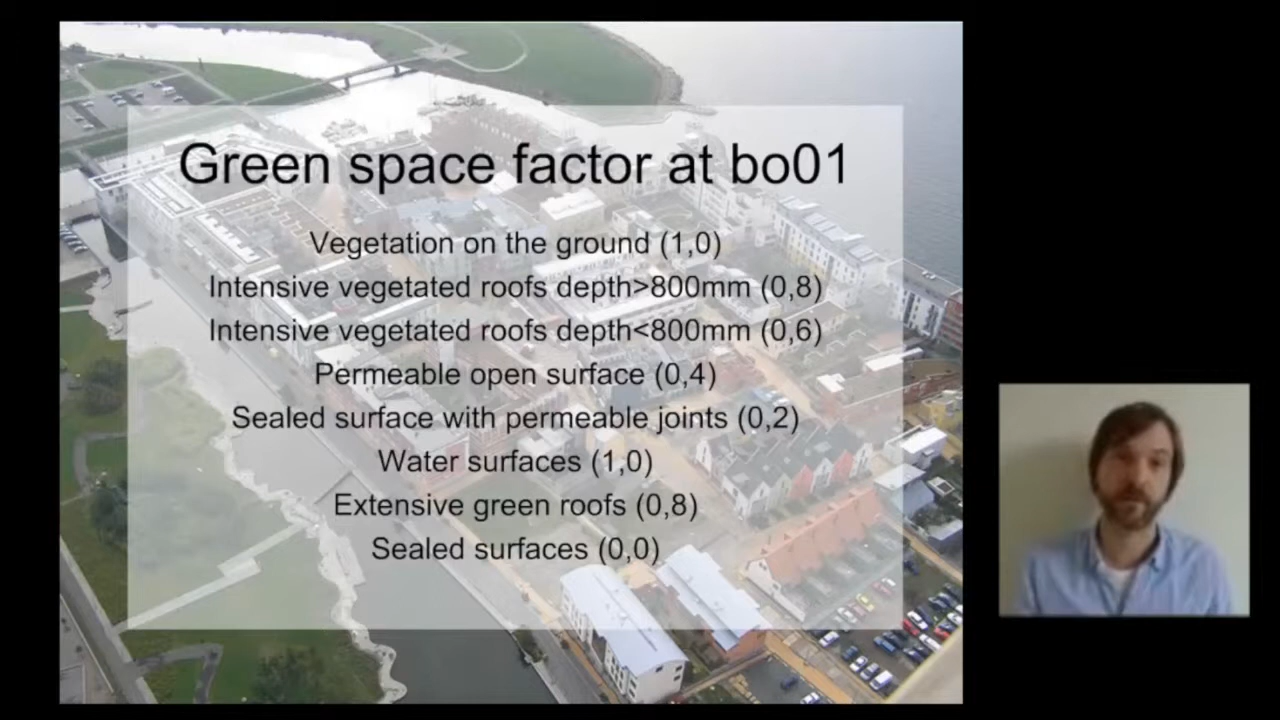 Green space factor at bo01
Vegetation on the ground (1,0)
Intensive vegetated roofs depth>800mm (0,8)
Intensive vegetated roofs depth<800mm (0,6)
Permeable open surface (0,4)
Sealed surface with permeable joints (0,2)
Water surfaces (1,0)
Extensive green roofs (0,8)
Sealed surfaces (0,0)